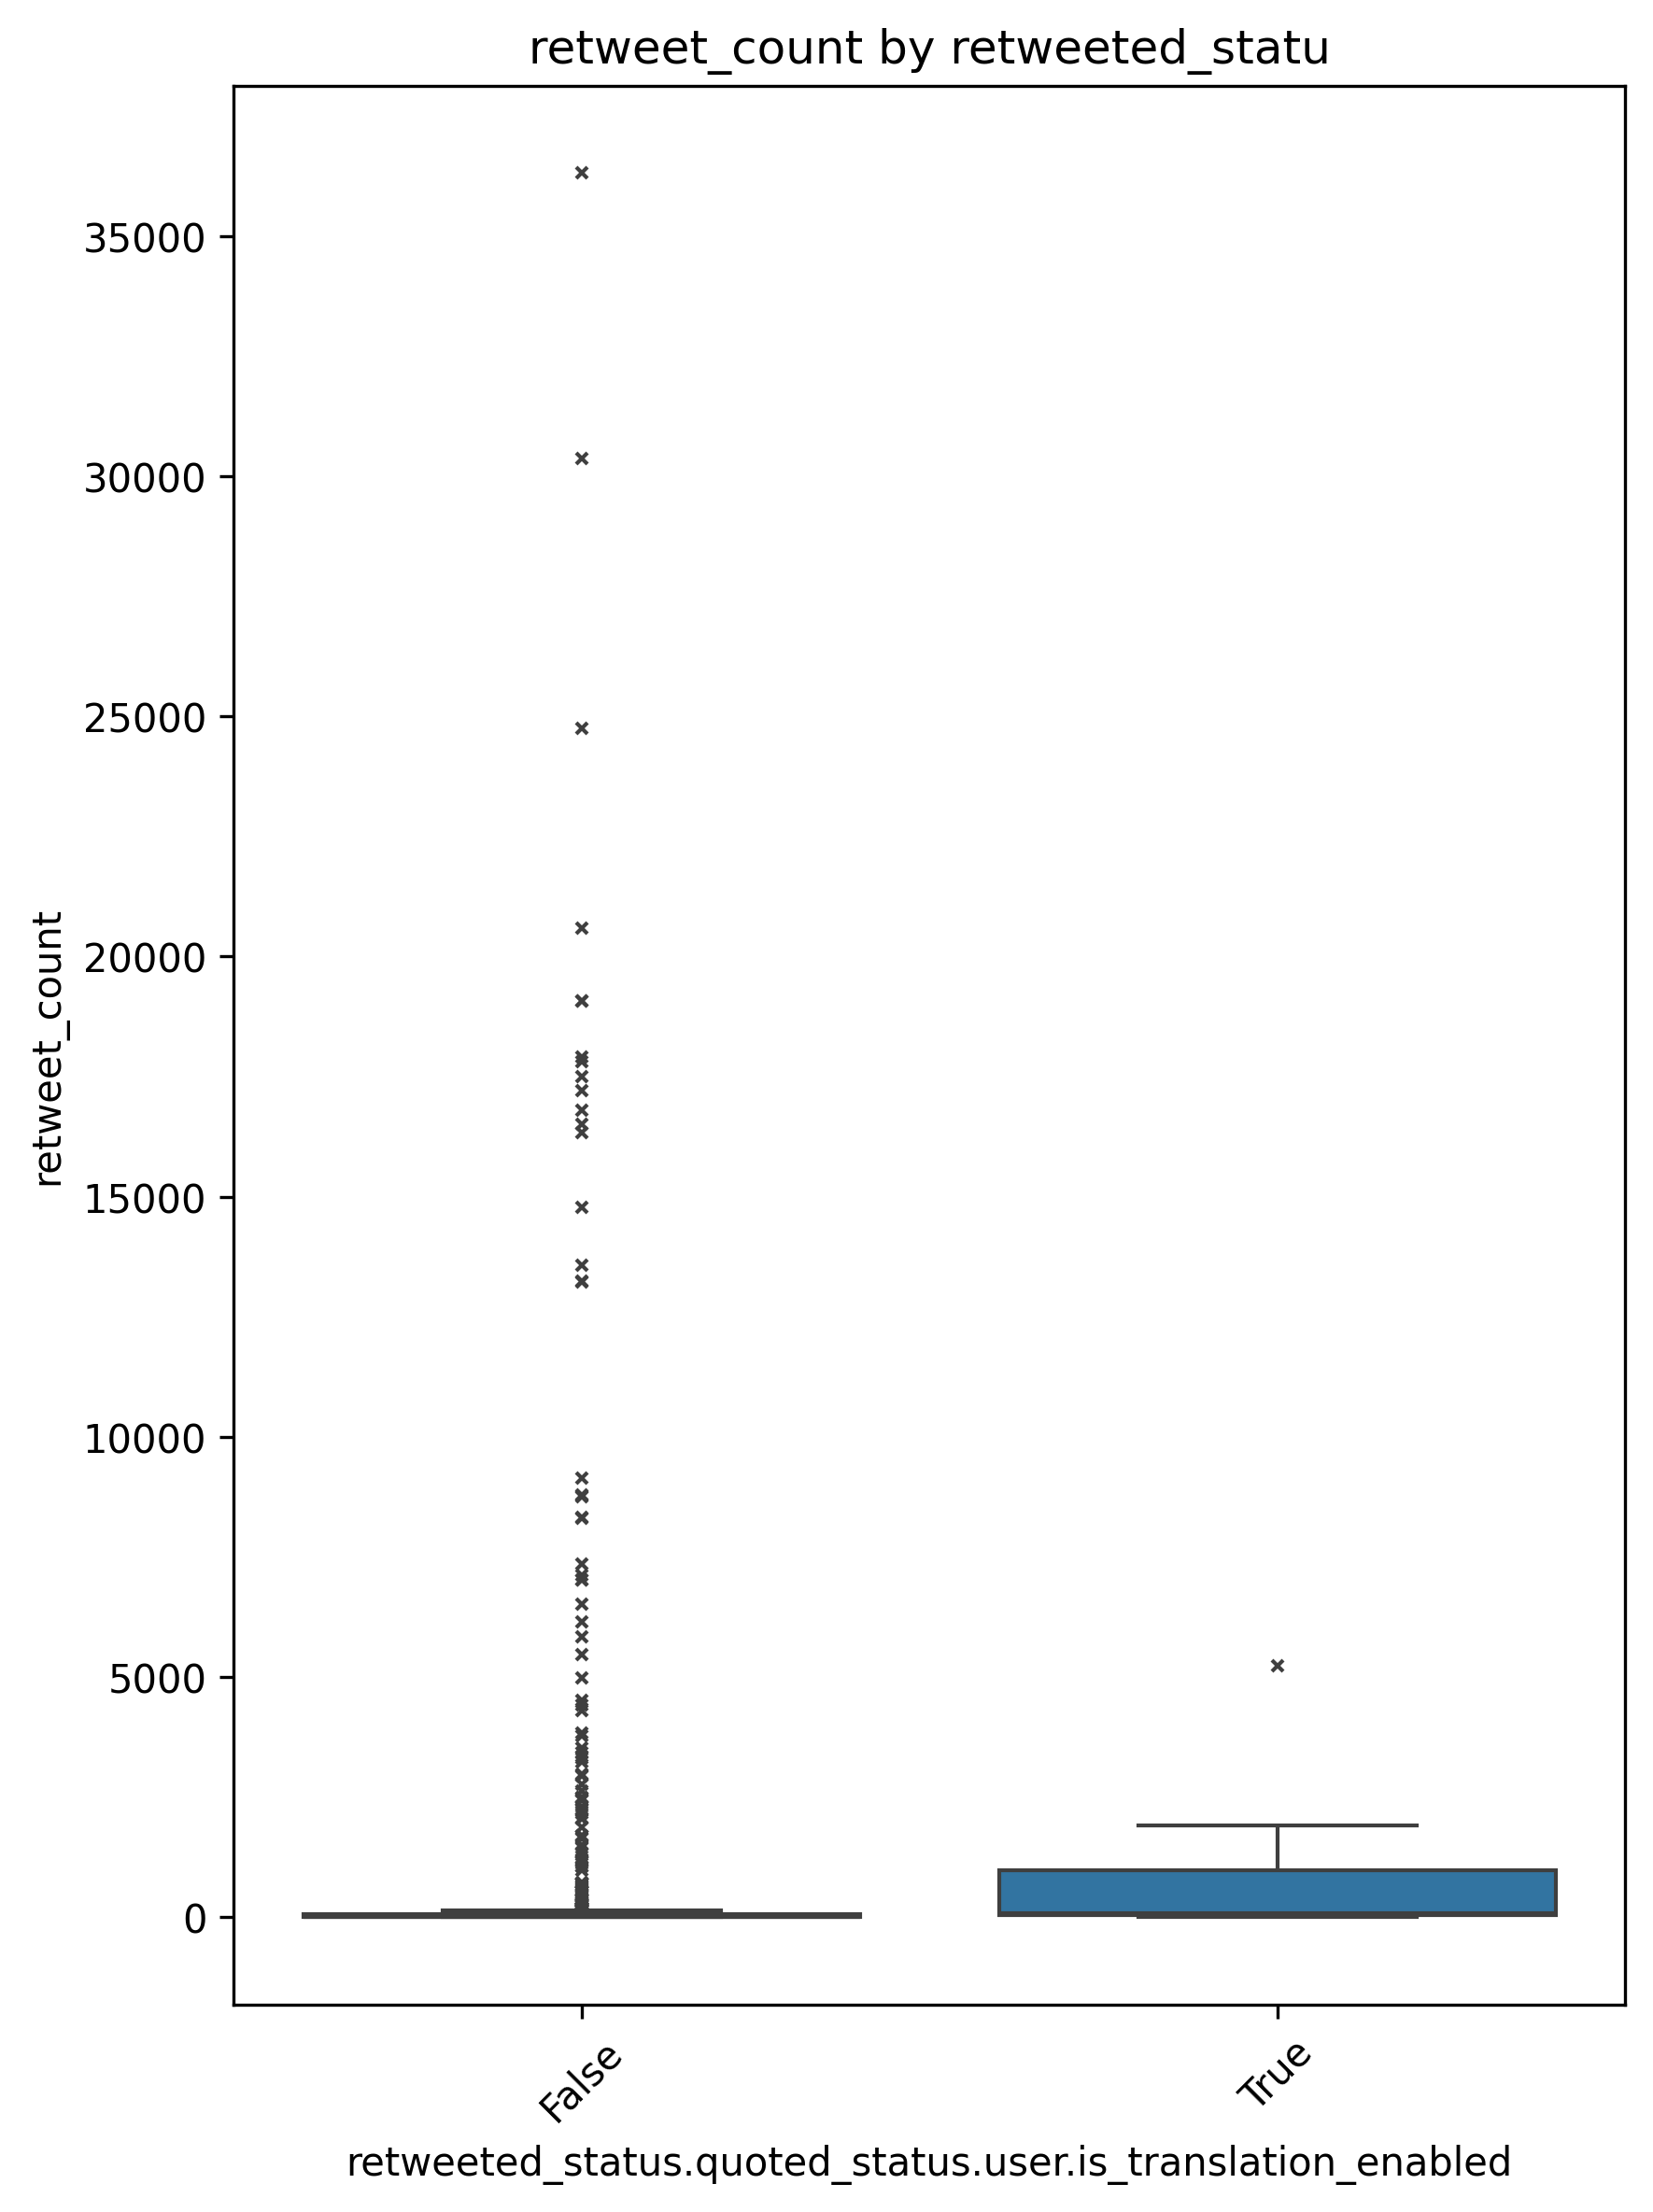 retweet_count by retweeted_statu
35000
30000
25000
20000
15000
10000
5000
0
retweet_count
False
True
retweeted_status.quoted_status.user.is_translation_enabled